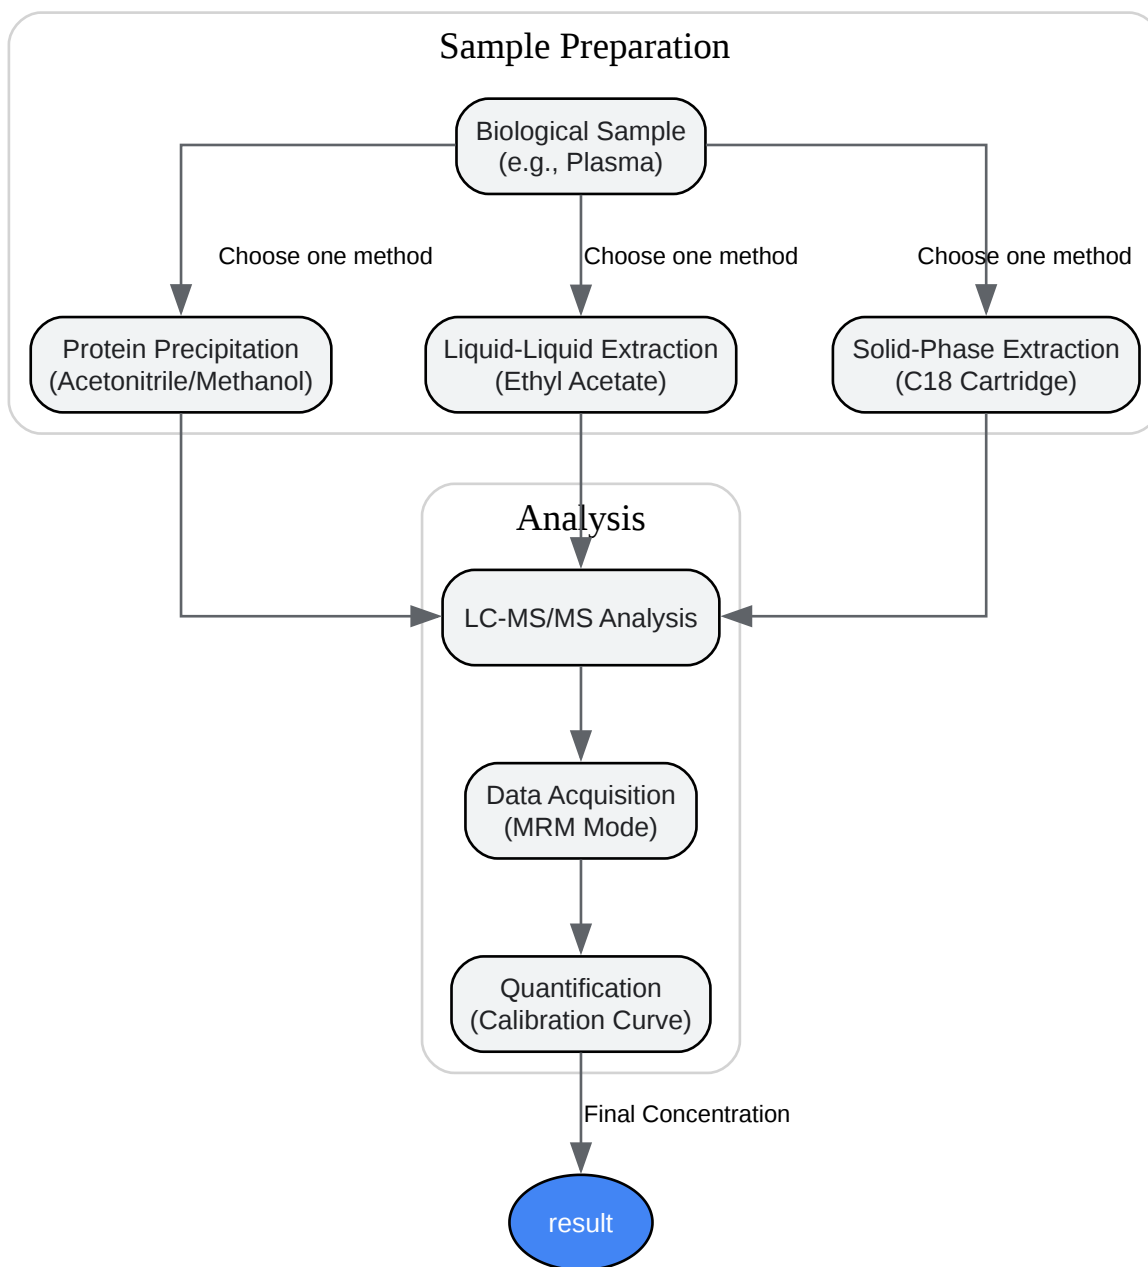 Sample Preparation
Biological Sample
(e.g., Plasma)
Choose one method
Choose one method
Choose one method
Protein Precipitation
(Acetonitrile/Methanol)
Liquid-Liquid Extraction
(Ethyl Acetate)
Solid-Phase Extraction
(C18 Cartridge)
Analysis
LC-MS/MS Analysis
Data Acquisition
(MRM Mode)
Quantification
(Calibration Curve)
Final Concentration
result